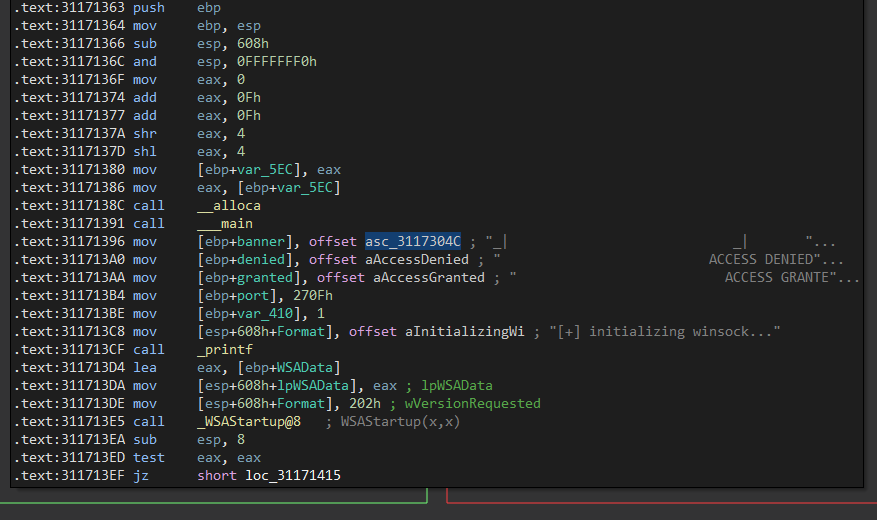 .text:31171363 push    ebp
.text:31171364 mov     ebp, esp
.text:31171366 sub     esp, 608h
.text:3117136C and     esp, 0FFFFFFF0h
.text:3117136F mov     eax, 0
.text:31171374 add     eax, 0Fh
.text:31171377 add     eax, 0Fh
.text:3117137A shr     eax, 4
.text:3117137D shl     eax, 4
.text:31171380 mov     [ebp+var_5EC], eax
.text:31171386 mov     eax, [ebp+var_5EC]
.text:3117138C call    __alloca
.text:31171391 call    ___main
.text:31171396 mov     [ebp+banner], offset asc_3117304C ; "_|                            _|       "...
.text:311713A0 mov     [ebp+denied], offset aAccessDenied ; "                          ACCESS DENIED"...
.text:311713AA mov     [ebp+granted], offset aAccessGranted ; "                          ACCESS GRANTE"...
.text:311713B4 mov     [ebp+port], 270Fh
.text:311713BE mov     [ebp+var_410], 1
.text:311713C8 mov     [esp+608h+Format], offset aInitializingWi ; "[+] initializing winsock..."
.text:311713CF call    _printf
.text:311713D4 lea     eax, [ebp+WSAData]
.text:311713DA mov     [esp+608h+lpWSAData], eax ; lpWSAData
.text:311713DE mov     [esp+608h+Format], 202h ; wVersionRequested
.text:311713E5 call    _WSAStartup@8   ; WSAStartup(x,x)
.text:311713EA sub     esp, 8
.text:311713ED test    eax, eax
.text:311713EF jz      short loc_31171415